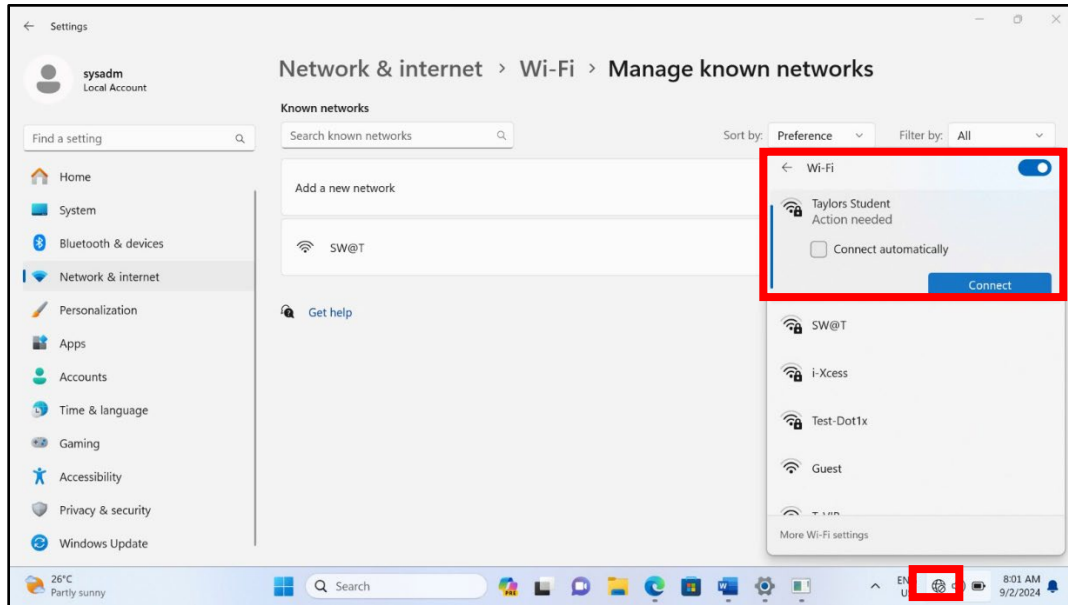 Settings
sysadm
Local Account
Find a setting
Home
System
Bluetooth & devices
Network & internet
Personalization
Apps
Accounts
Time & language
Gaming
Accessibility
Privacy & security
Windows Update
Network & internet > Wi-Fi > Manage known networks
Known networks
Search known networks
Sort by: Preference
Filter by: All
Add a new network
SW@T
Get help
Wi-Fi
Taylors Student
Action needed
Connect automatically
Connect
SW@T
i-Xcess
Test-Dot1x
Guest
More Wi-Fi settings
26°C
Partly sunny
Search
PRE
8:01 AM
9/2/2024